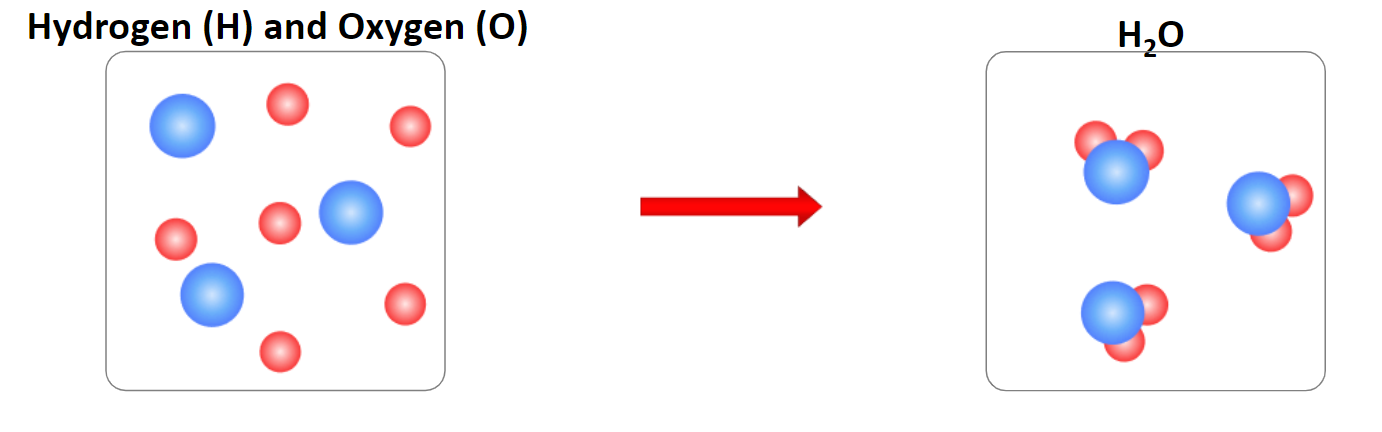 Hydrogen (H) and Oxygen (O)
H₂O